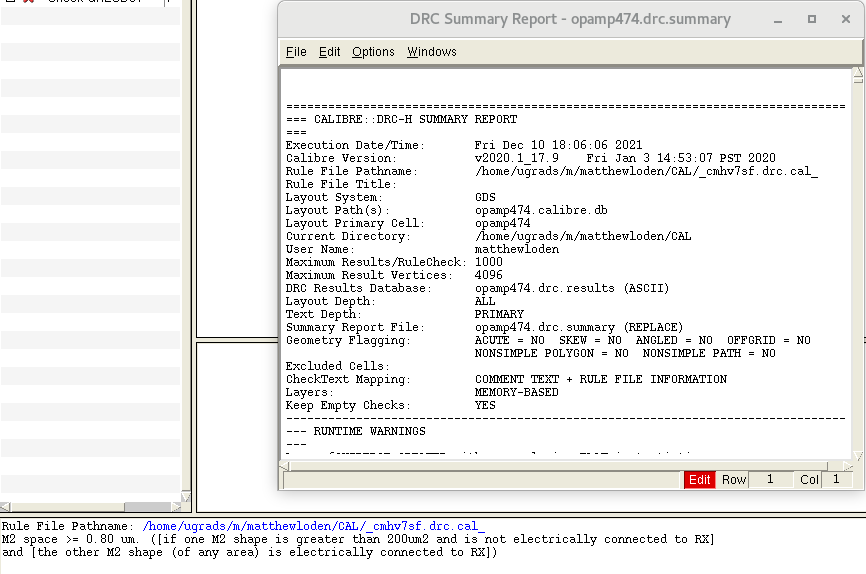 DRC Summary Report - opamp474.drc.summary
File Edit Options Windows
================================================================================
=== CALIBRE::DRC-H SUMMARY REPORT
===
Execution Date/Time: Fri Dec 10 18:06:06 2021
Calibre Version: v2020.1_17.9 Fri Jan 3 14:53:07 PST 2020
Rule File Pathname: /home/ugrads/m/matthewloden/CAL/_cmhv7sf.drc.cal_
Rule File Title:
Layout System: GDS
Layout Path(s): opamp474.calibre.db
Layout Primary Cell: opamp474
Current Directory: /home/ugrads/m/matthewloden/CAL
User Name: matthewloden
Maximum Results/RuleCheck: 1000
Maximum Result Vertices: 4096
DRC Results Database: opamp474.drc.results (ASCII)
Layout Depth: ALL
Text Depth: PRIMARY
Summary Report File: opamp474.drc.summary (REPLACE)
Geometry Flagging: ACUTE = NO SKEW = NO ANGLED = NO OFFGRID = NO
NONSIMPLE POLYGON = NO NONSIMPLE PATH = NO
Excluded Cells:
CheckText Mapping: COMMENT TEXT + RULE FILE INFORMATION
Layers: MEMORY-BASED
Keep Empty Checks: YES
--------------------------------------------------------------------------------
--- RUNTIME WARNINGS
---
Edit Row 1 Col 1
Rule File Pathname: /home/ugrads/m/matthewloden/CAL/_cmhv7sf.drc.cal_
M2 space >= 0.80 um. ([if one M2 shape is greater than 200um2 and is not electrically connected to RX]
and [the other M2 shape (of any area) is electrically connected to RX])